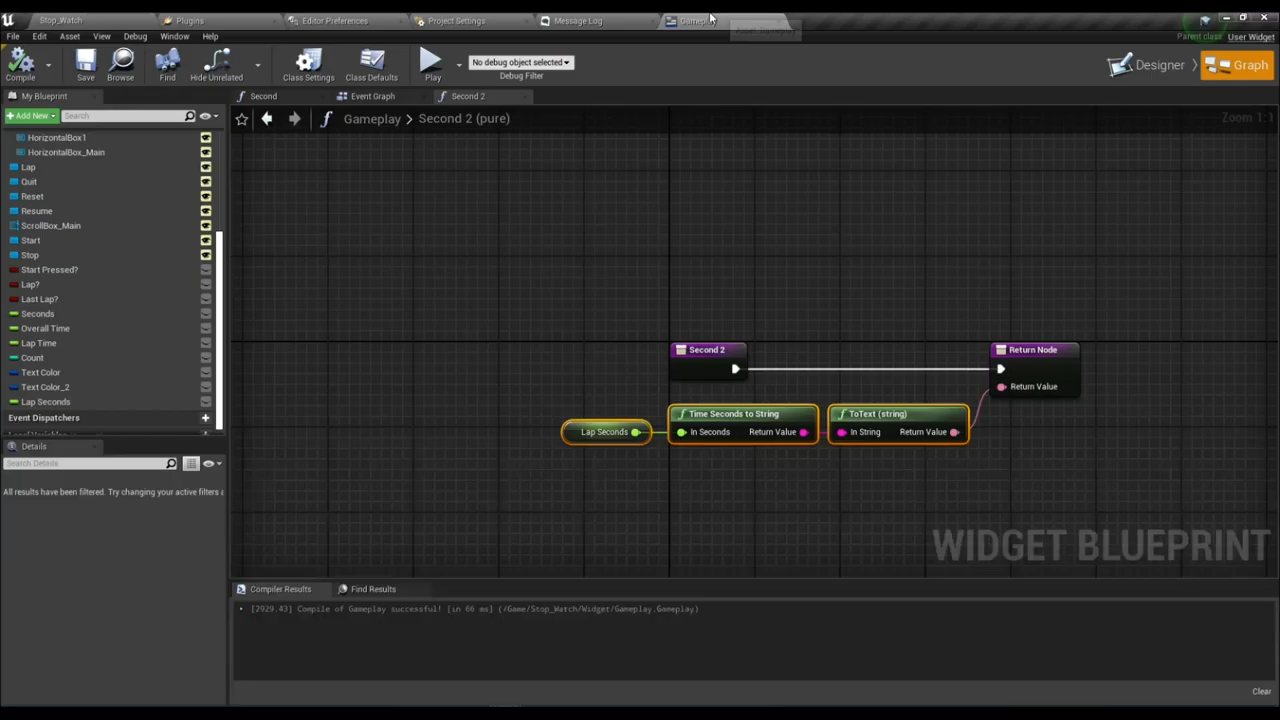 Stop_Watch
Plugins
Editor Preferences
Project Settings
Message Log
File Edit Asset View Debug Window Help
Parent class: User Widget
Compile
Save
Browse
Find
Hide Unrelated
Class Settings
Class Defaults
Play
No debug object selected
Debug Filter
Designer
Graph
My Blueprint
Second
Event Graph
Second 2
Add New
Search
Gameplay > Second 2 (pure)
Zoom 1:1
HorizontalBox1
HorizontalBox_Main
Lap
Quit
Reset
Resume
ScrollBox_Main
Start
Stop
Start Pressed?
Lap?
Last Lap?
Seconds
Overall Time
Lap Time
Count
Text Color
Text Color_2
Lap Seconds
Event Dispatchers
Details
Search Details
All results have been filtered. Try changing your active filters a
Second 2
Return Node
Return Value
Lap Seconds
Time Seconds to String
In Seconds Return Value
ToText (string)
In String Return Value
WIDGET BLUEPRINT
Compiler Results
Find Results
[2929.43] Compile of Gameplay successful! [in 66 ms] (/Game/Stop_Watch/Widget/Gameplay.Gameplay)
Clear